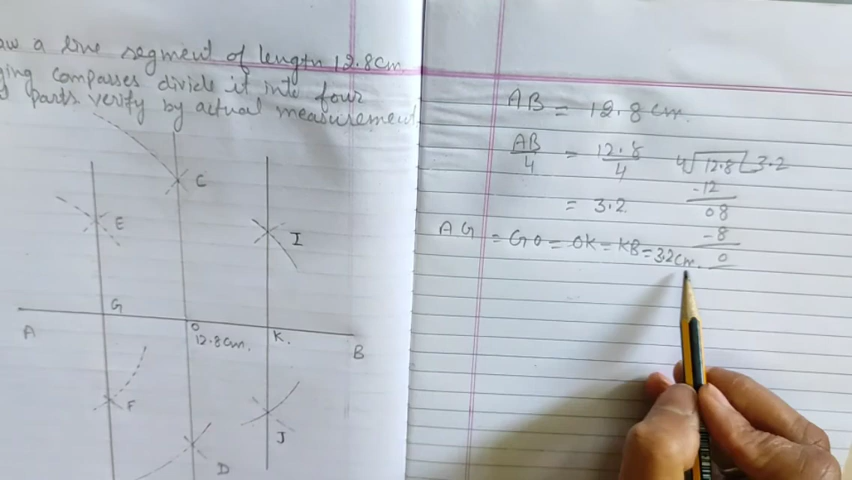 a line segment of length 12.8cm.
compasses divide it into four
parts verify by actual measurement
C
E
I
G
A
O
12.8cm.
K.
B
F
J
D
AB = 12.8 cm.
AB/4 = 12.8/4
4√12.8 3.2
-12
08
-8
0
= 3.2
AG = GO = OK = KB = 3.2cm.